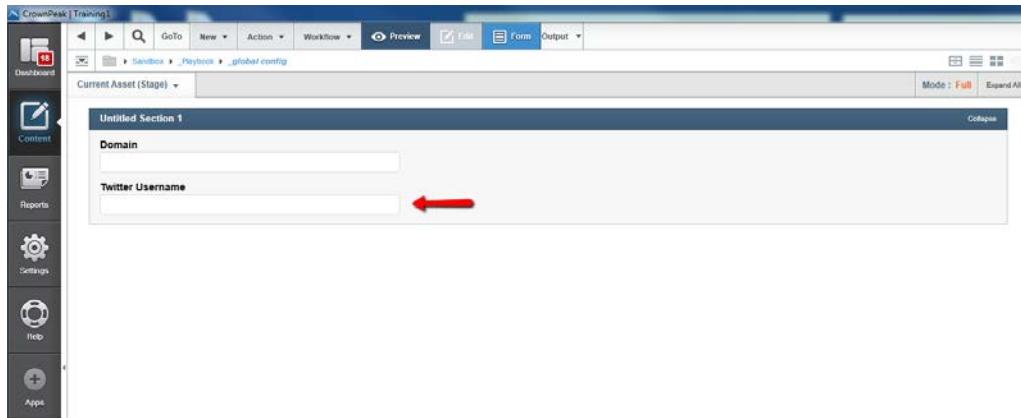 CrownPeak | Training1
18
Dashboard
Content
Reports
Settings
Help
Apps
GoTo New Action Workflow Preview Edit Form Output
Sandbox _Playbook _global config
Current Asset (Stage) Mode : Full Expand All
Untitled Section 1 Collapse
Domain
Twitter Username